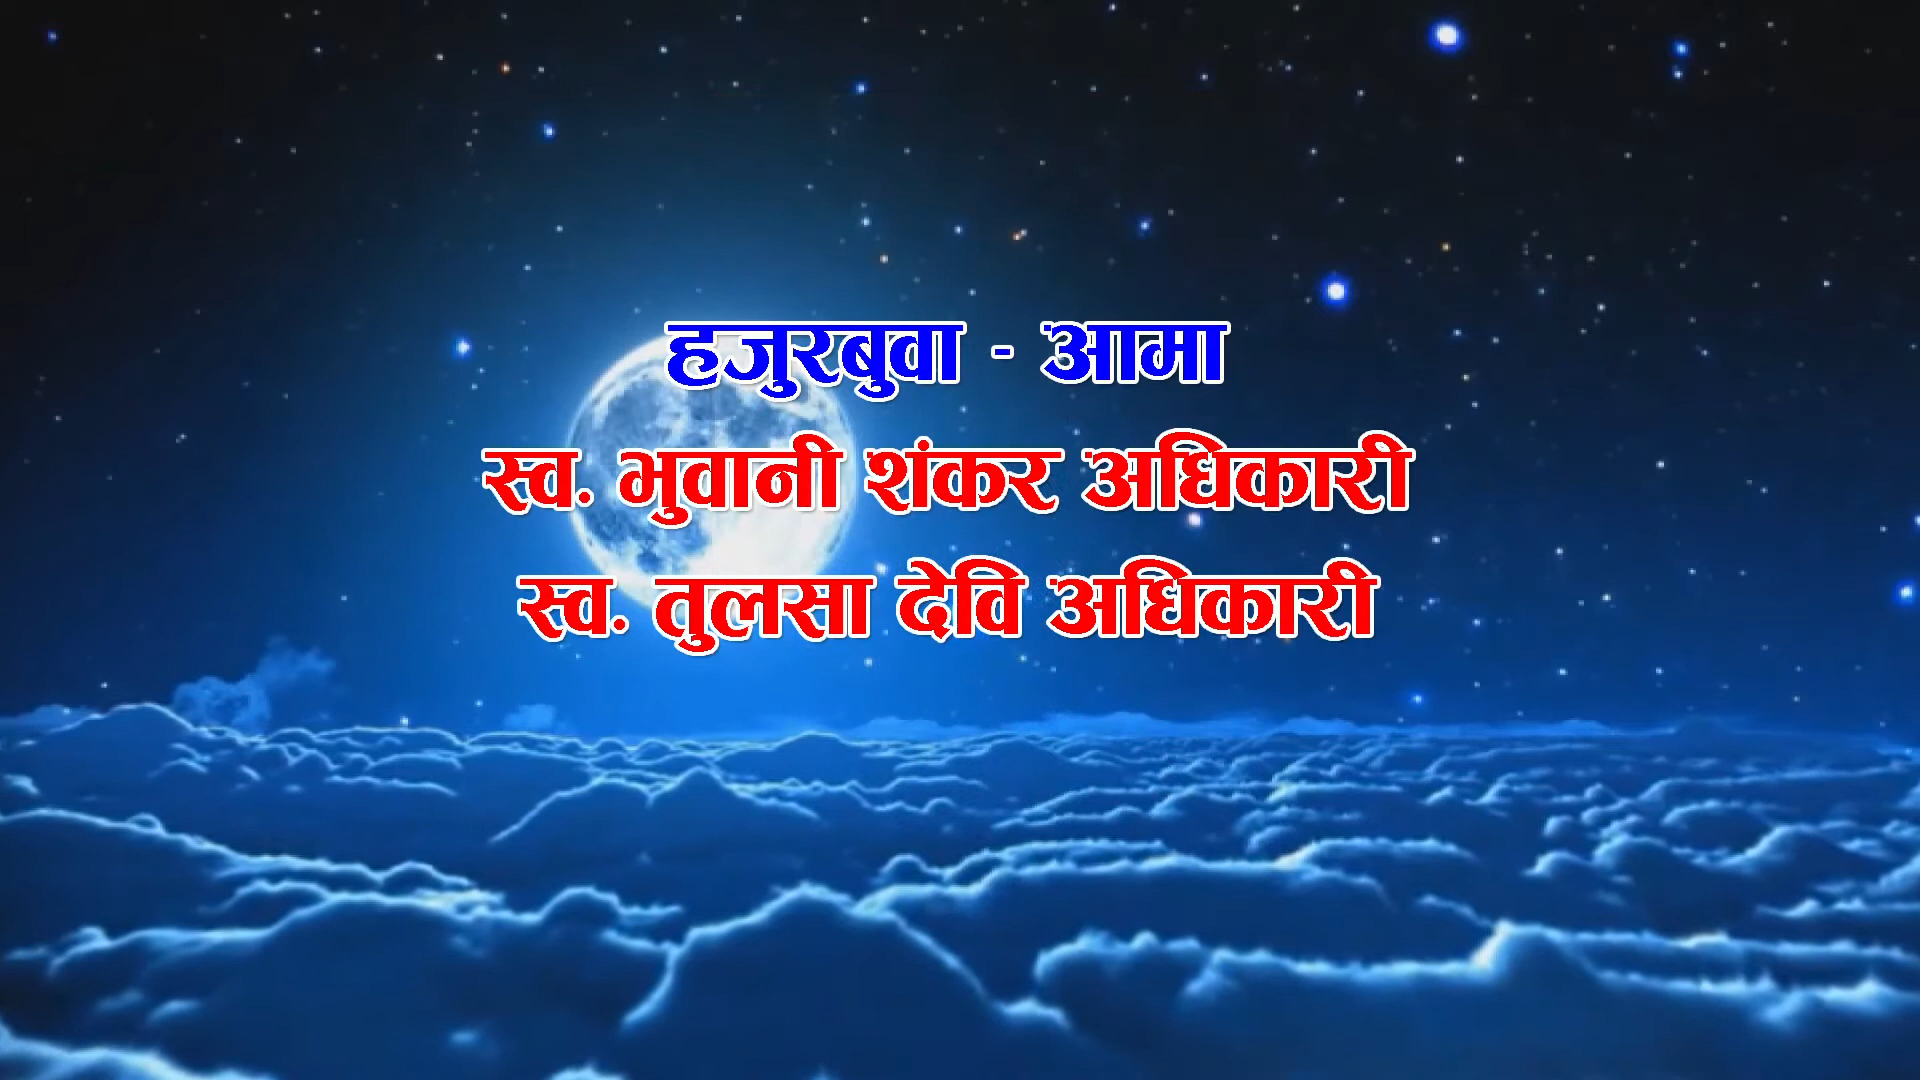 हजुरबुवा - आमा
स्व. भुवानी शंकर अधिकारी
स्व. तुलसा देवि अधिकारी